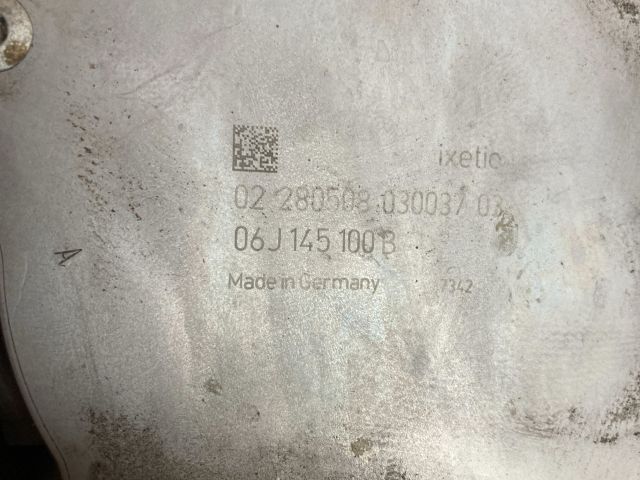 ixetic
02 280508 030037 03
06J 145 100 B
Made in Germany 7342
A